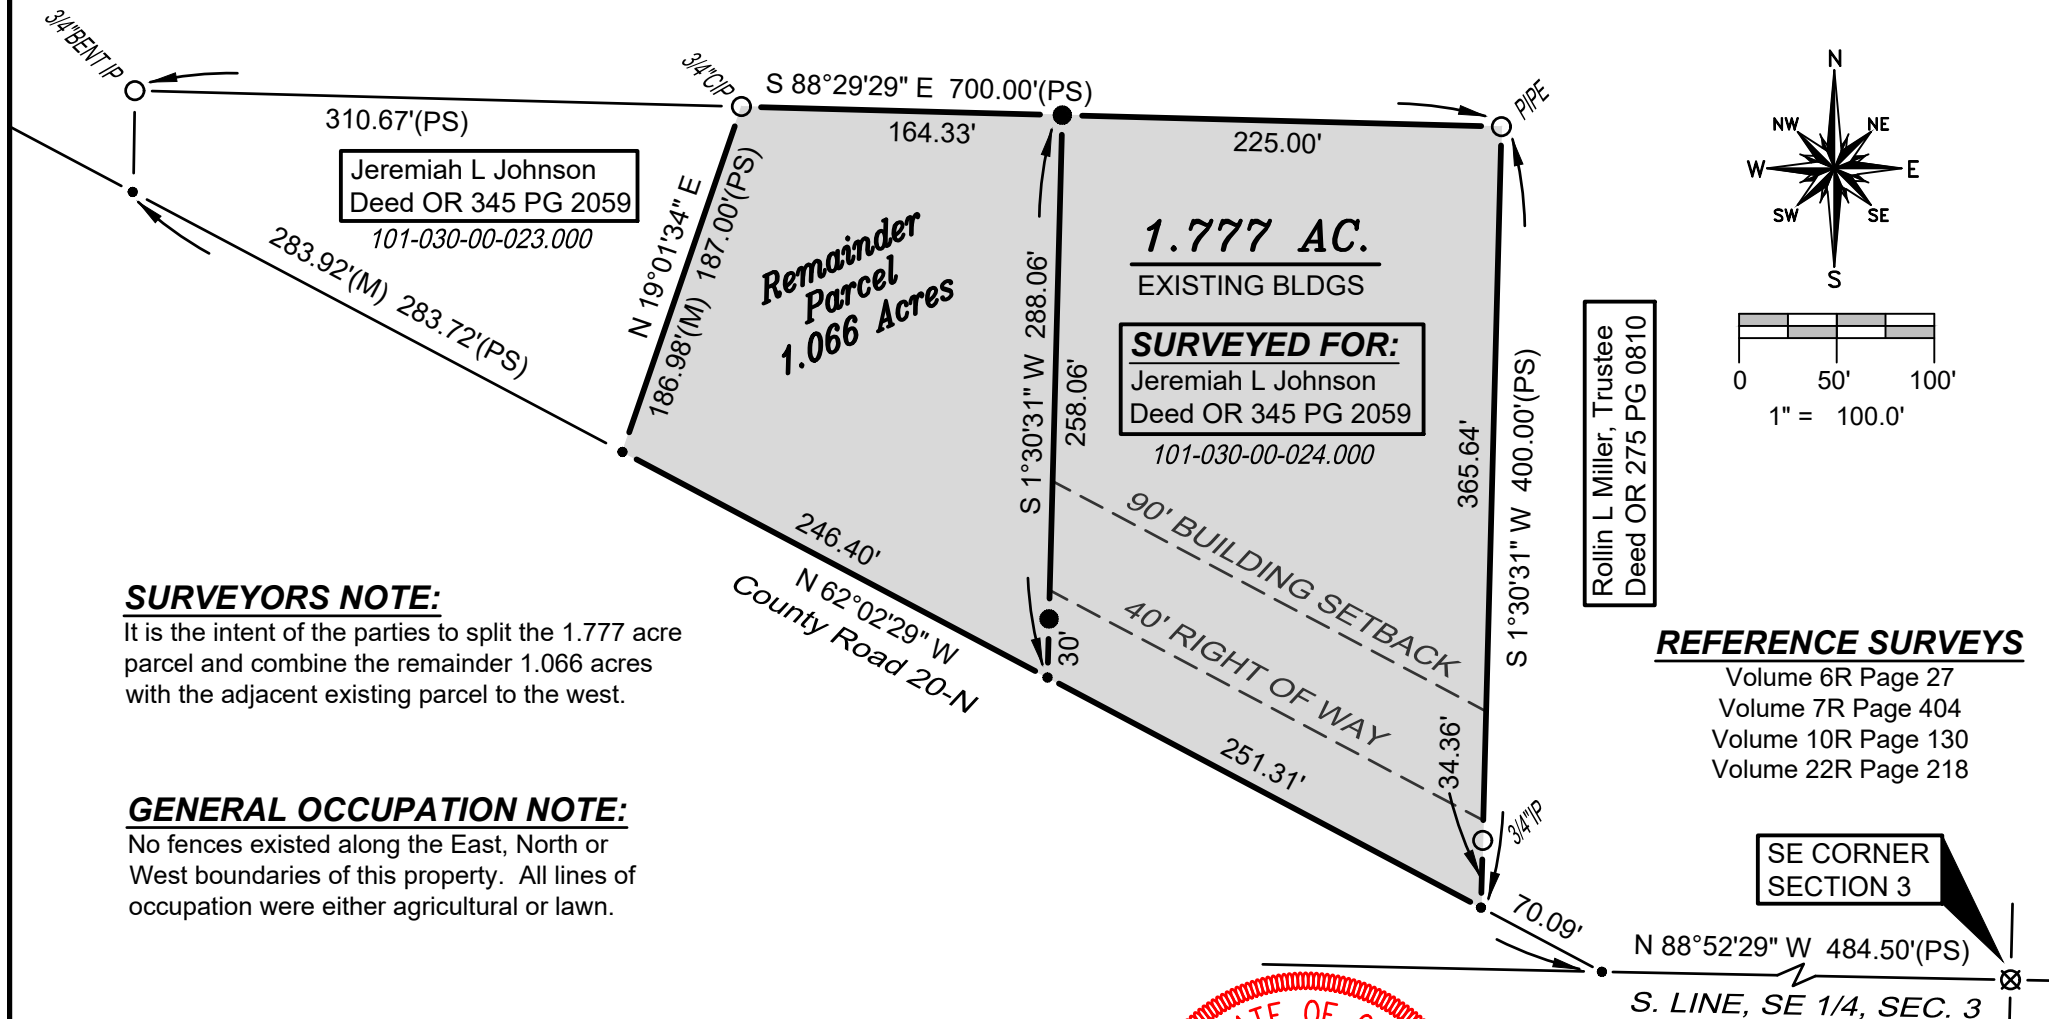 3/4"BENT IP
3/4"CIP
S 88°29'29" E 700.00'(PS)
PIPE
310.67'(PS)
164.33'
225.00'
Jeremiah L Johnson
Deed OR 345 PG 2059
101-030-00-023.000
283.92'(M) 283.72'(PS)
N 19°01'34" E
186.98'(M) 187.00'(PS)
Remainder
Parcel
1.066 Acres
S 1°30'31" W 288.06'
258.06'
30'
1.777 AC.
EXISTING BLDGS
SURVEYED FOR:
Jeremiah L Johnson
Deed OR 345 PG 2059
101-030-00-024.000
90' BUILDING SETBACK
40' RIGHT OF WAY
365.64'
34.36'
S 1°30'31" W 400.00'(PS)
3/4"IP
Rollin L Miller, Trustee
Deed OR 275 PG 0810
N
NW NE
W E
SW SE
S
0 50' 100'
1" = 100.0'
246.40'
N 62°02'29" W
County Road 20-N
251.31'
70.09'
SURVEYORS NOTE:
It is the intent of the parties to split the 1.777 acre
parcel and combine the remainder 1.066 acres
with the adjacent existing parcel to the west.
GENERAL OCCUPATION NOTE:
No fences existed along the East, North or
West boundaries of this property. All lines of
occupation were either agricultural or lawn.
REFERENCE SURVEYS
Volume 6R Page 27
Volume 7R Page 404
Volume 10R Page 130
Volume 22R Page 218
SE CORNER
SECTION 3
N 88°52'29" W 484.50'(PS)
S. LINE, SE 1/4, SEC. 3
OF